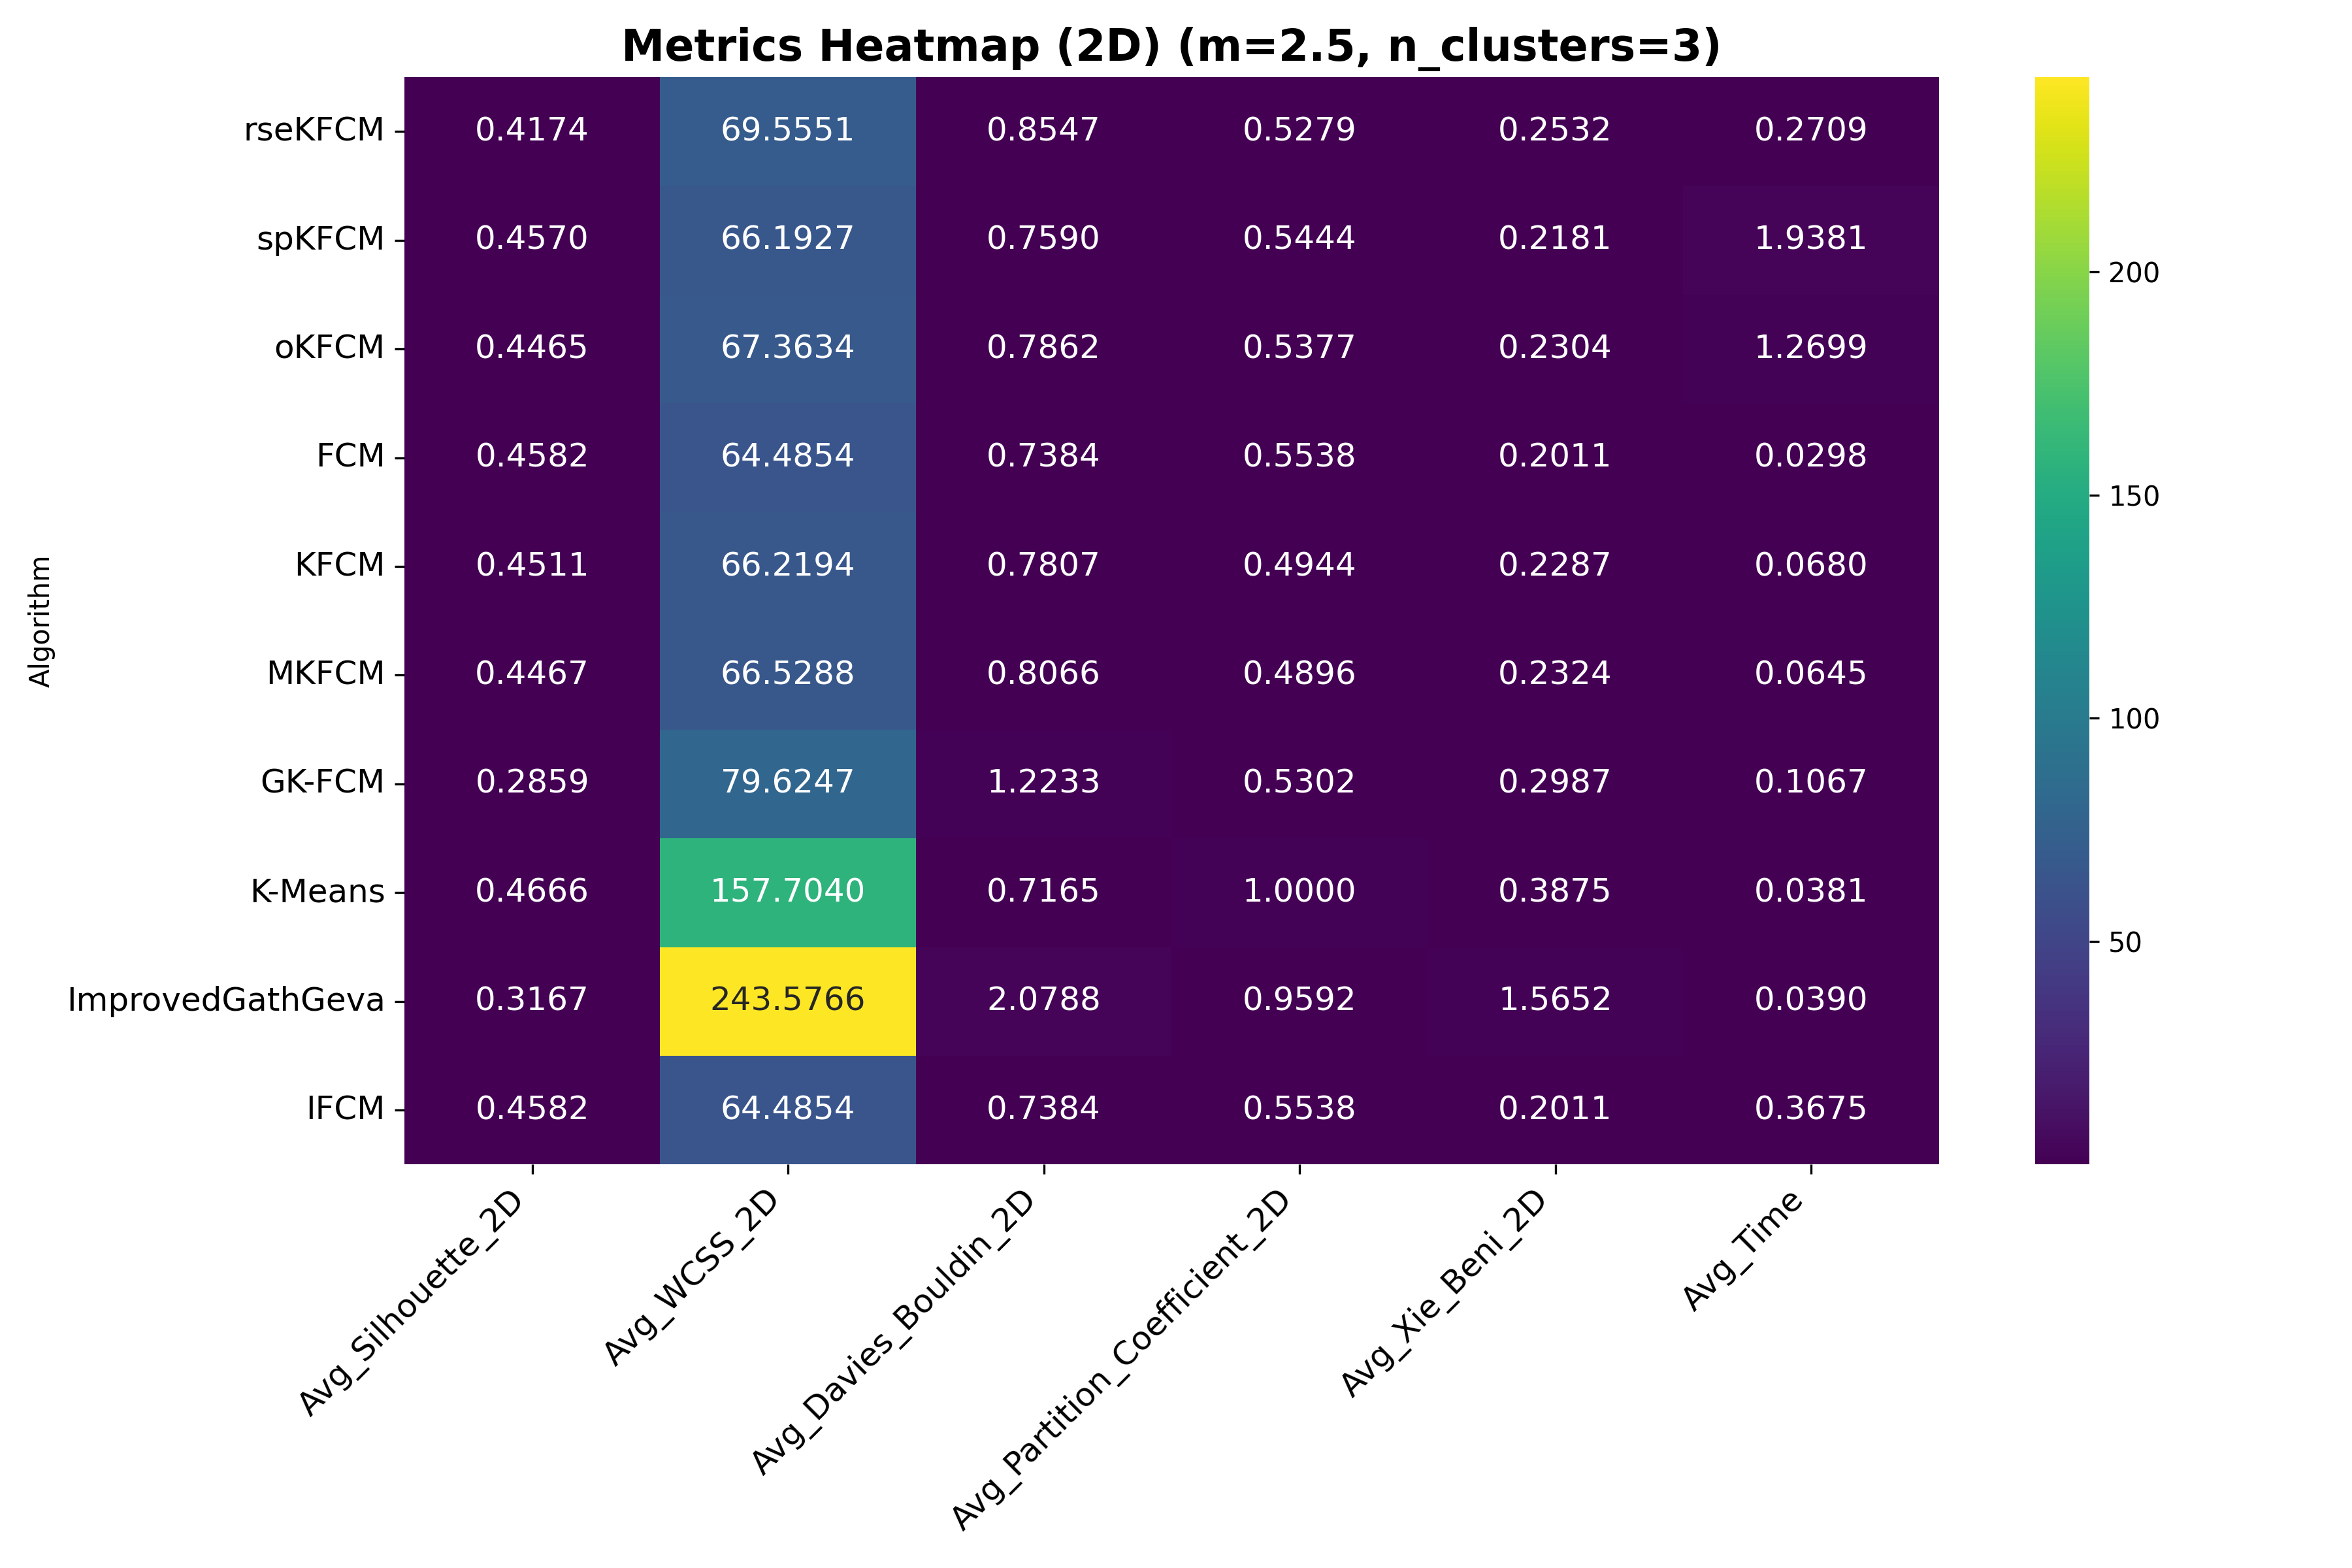 Metrics Heatmap (2D) (m=2.5, n_clusters=3)
Algorithm
rseKFCM 0.4174 69.5551 0.8547 0.5279 0.2532 0.2709
spKFCM 0.4570 66.1927 0.7590 0.5444 0.2181 1.9381
oKFCM 0.4465 67.3634 0.7862 0.5377 0.2304 1.2699
FCM 0.4582 64.4854 0.7384 0.5538 0.2011 0.0298
KFCM 0.4511 66.2194 0.7807 0.4944 0.2287 0.0680
MKFCM 0.4467 66.5288 0.8066 0.4896 0.2324 0.0645
GK-FCM 0.2859 79.6247 1.2233 0.5302 0.2987 0.1067
K-Means 0.4666 157.7040 0.7165 1.0000 0.3875 0.0381
ImprovedGathGeva 0.3167 243.5766 2.0788 0.9592 1.5652 0.0390
IFCM 0.4582 64.4854 0.7384 0.5538 0.2011 0.3675
Avg_Silhouette_2D
Avg_WCSS_2D
Avg_Davies_Bouldin_2D
Avg_Partition_Coefficient_2D
Avg_Xie_Beni_2D
Avg_Time
200
150
100
50